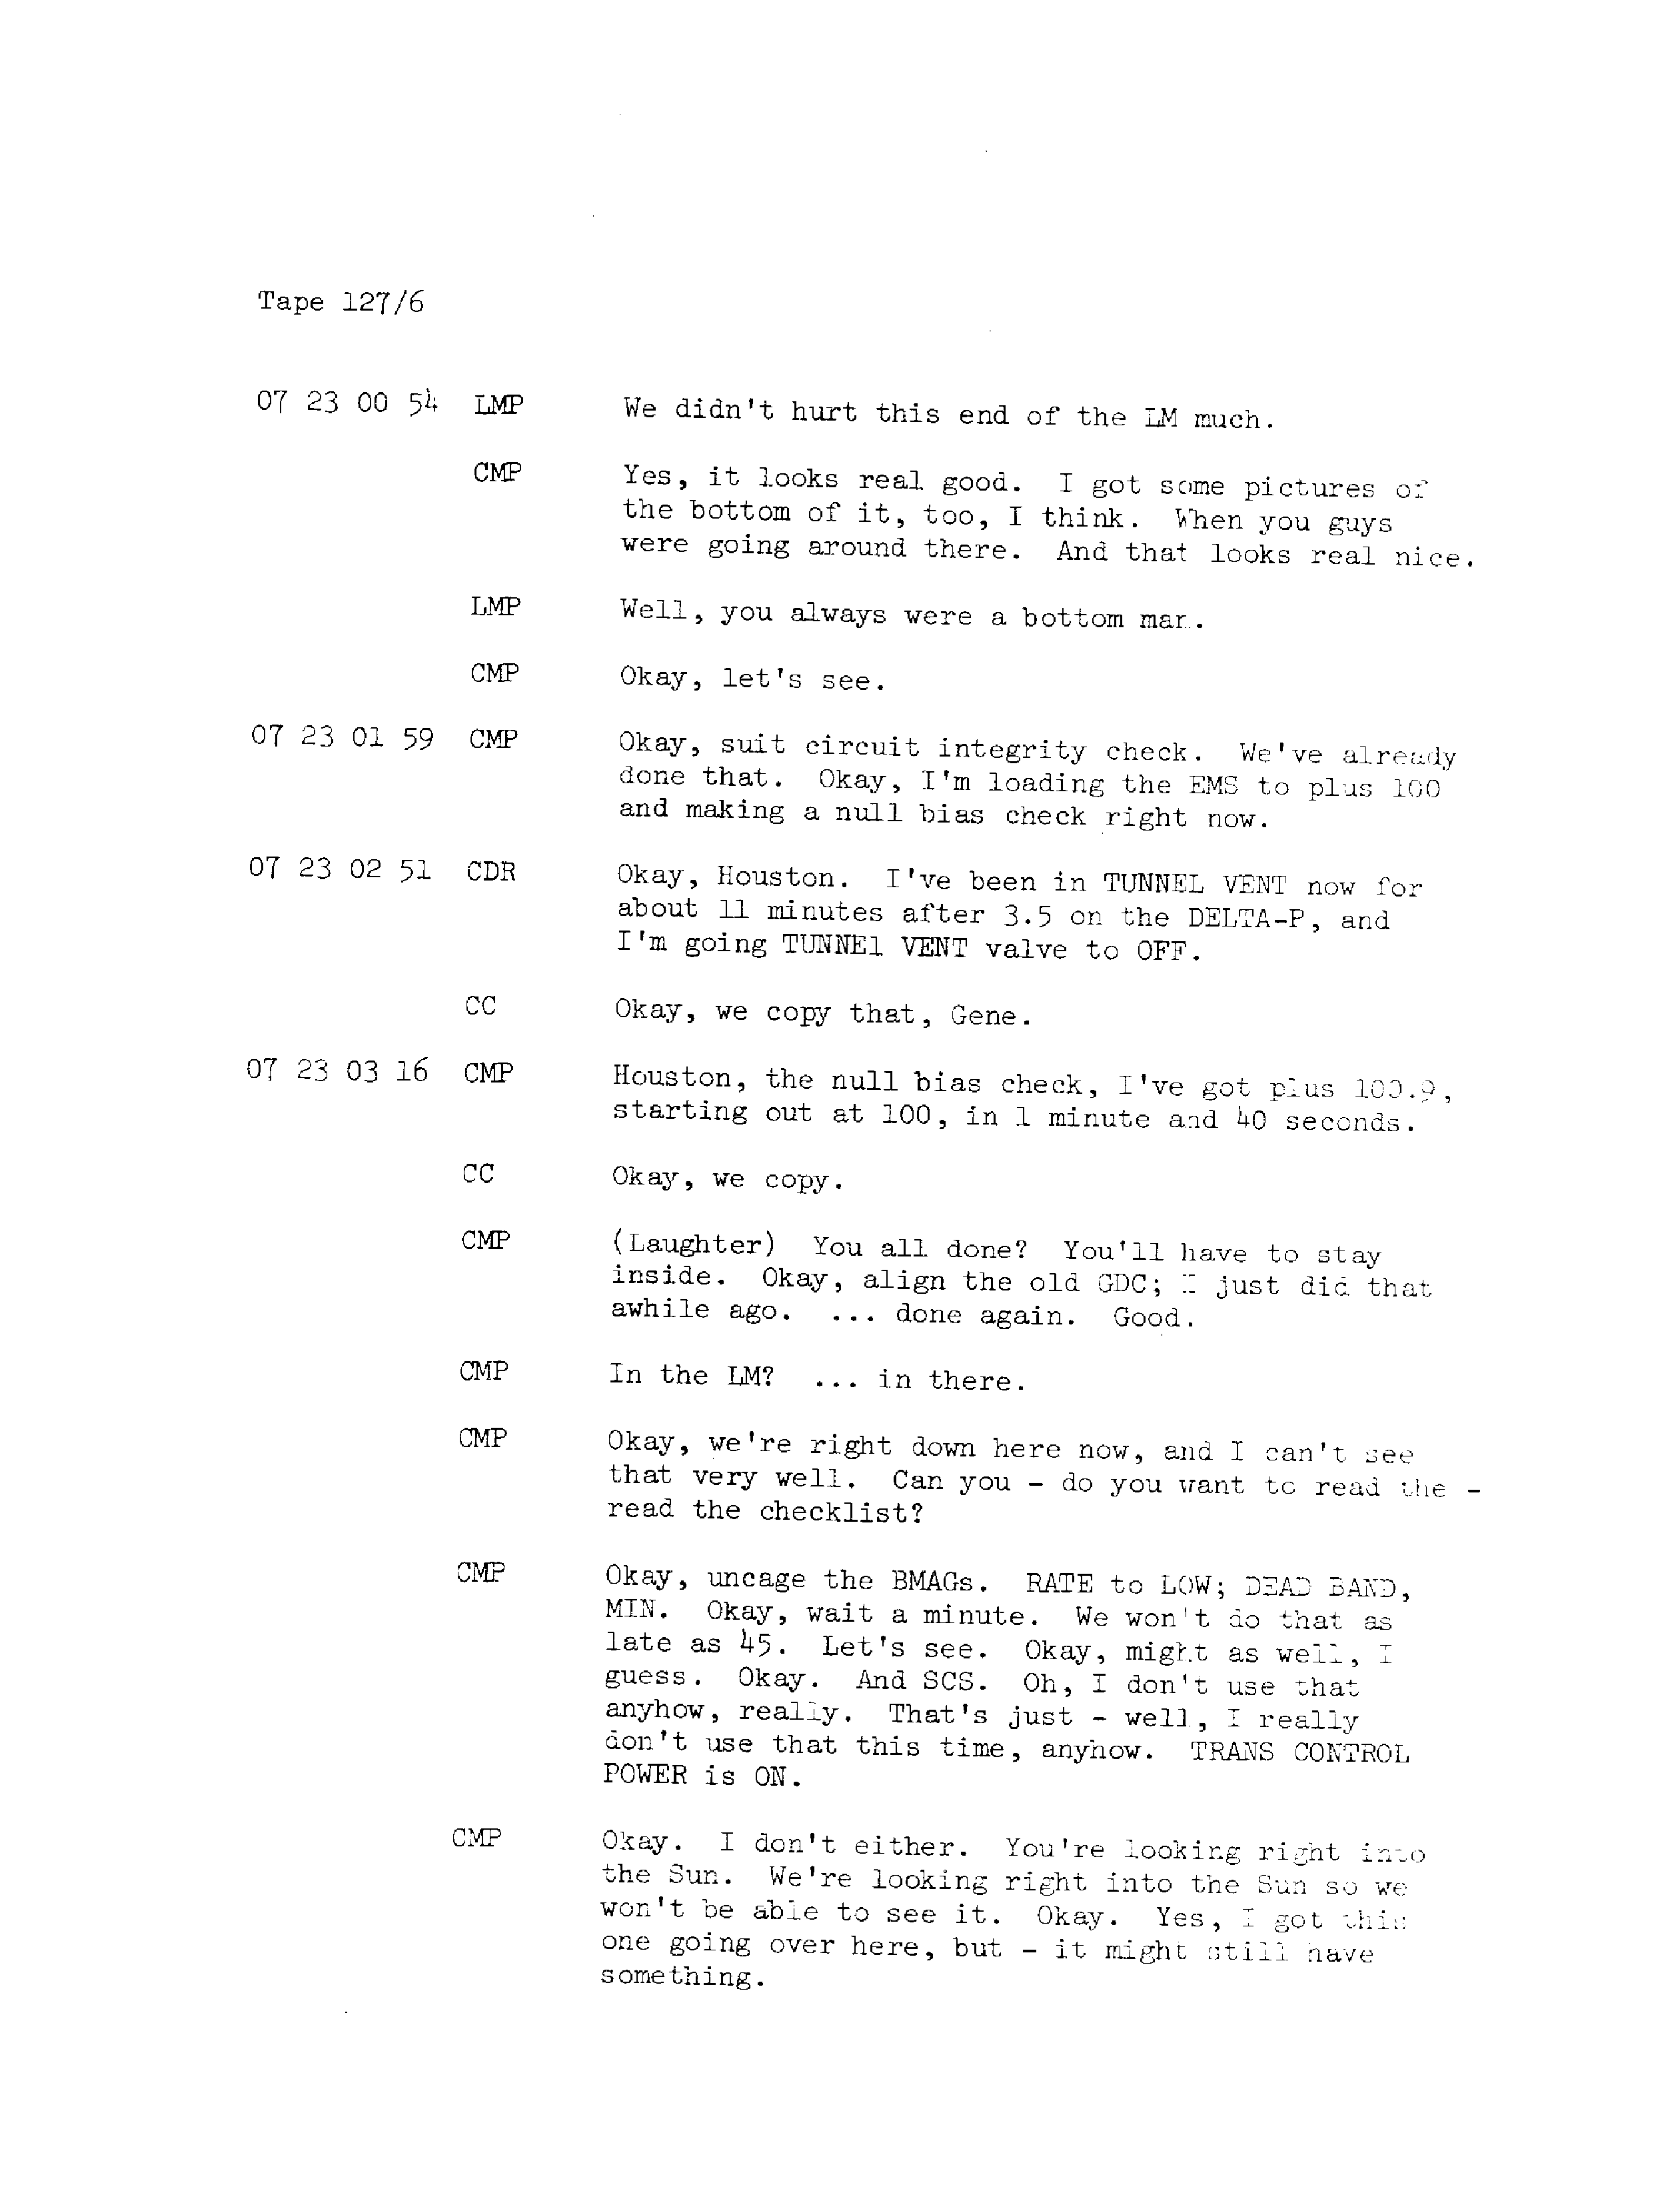 Tape 127/6
07 23 00 54 LMP We didn't hurt this end of the LM much.
CMP Yes, it looks real good. I got some pictures of
the bottom of it, too, I think. When you guys
were going around there. And that looks real nice.
LMP Well, you always were a bottom man.
CMP Okay, let's see.
07 23 01 59 CMP Okay, suit circuit integrity check. We've already
done that. Okay, I'm loading the EMS to plus 100
and making a null bias check right now.
07 23 02 51 CDR Okay, Houston. I've been in TUNNEL VENT now for
about 11 minutes after 3.5 on the DELTA-P, and
I'm going TUNNEl VENT valve to OFF.
CC Okay, we copy that, Gene.
07 23 03 16 CMP Houston, the null bias check, I've got plus 100.9,
starting out at 100, in 1 minute and 40 seconds.
CC Okay, we copy.
CMP (Laughter) You all done? You'll have to stay
inside. Okay, align the old GDC; I just did that
awhile ago. ... done again. Good.
CMP In the LM? ... in there.
CMP Okay, we're right down here now, and I can't see
that very well. Can you - do you want to read the -
read the checklist?
CMP Okay, uncage the BMAGs. RATE to LOW; DEAD BAND,
MIN. Okay, wait a minute. We won't do that as
late as 45. Let's see. Okay, might as well, I
guess. Okay. And SCS. Oh, I don't use that
anyhow, really. That's just - well, I really
don't use that this time, anyhow. TRANS CONTROL
POWER is ON.
CMP Okay. I don't either. You're looking right into
the Sun. We're looking right into the Sun so we
won't be able to see it. Okay. Yes, I got this
one going over here, but - it might still have
something.